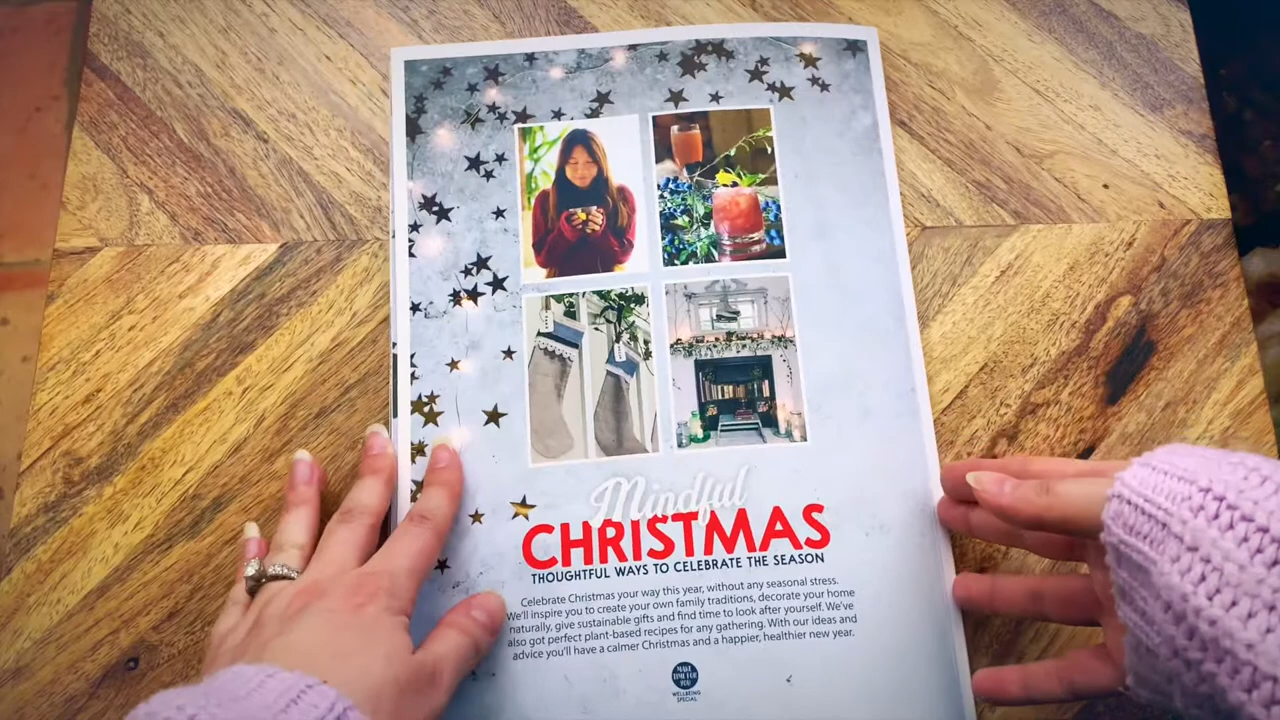 Mindful
CHRISTMAS
THOUGHTFUL WAYS TO CELEBRATE THE SEASON
Celebrate Christmas your way this year, without any seasonal stress.
We'll inspire you to create your own family traditions, decorate your home
naturally, give sustainable gifts and find time to look after yourself. We've
also got perfect plant-based recipes for any gathering. With our ideas and
advice you'll have a calmer Christmas and a happier, healthier new year.
MAKE
TIME FOR
YOU
WELLBEING
SPECIAL